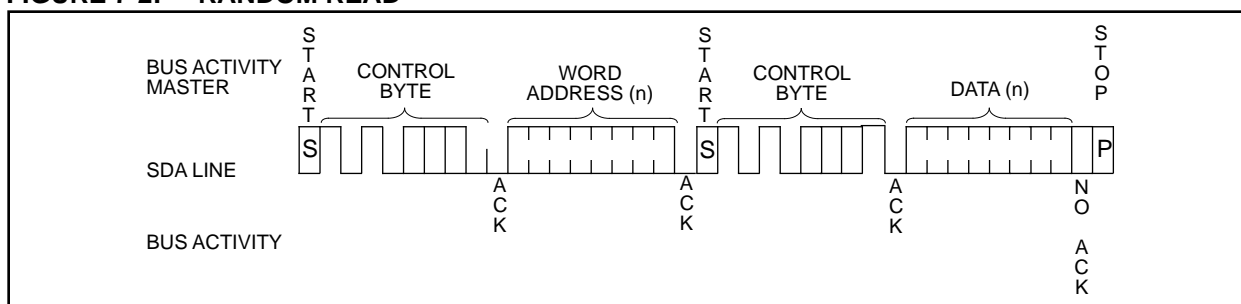 FIGURE 7-2: RANDOM READ
BUS ACTIVITY
MASTER
START
CONTROL
BYTE
WORD
ADDRESS (n)
START
CONTROL
BYTE
DATA (n)
STOP
SDA LINE
S
S
P
ACK
ACK
ACK
NO ACK
BUS ACTIVITY